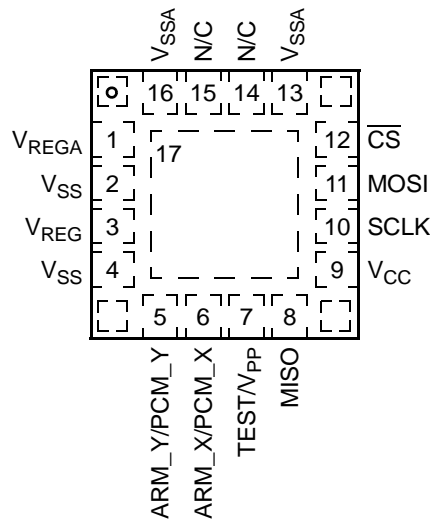 V_SSA N/C N/C V_SSA
16 15 14 13
V_REGA 1 17 12 C̅S̅
V_SS 2 11 MOSI
V_REG 3 10 SCLK
V_SS 4 9 V_CC
5 6 7 8
ARM_Y/PCM_Y
ARM_X/PCM_X
TEST/V_PP
MISO